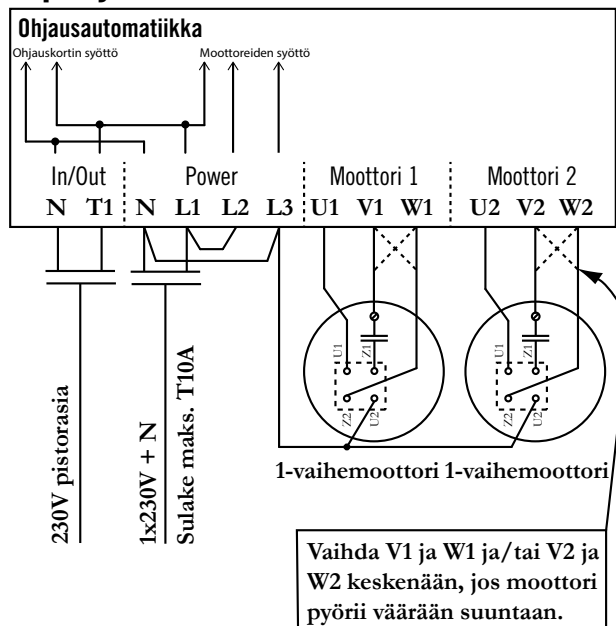 Ohjausautomatiikka
Ohjauskortin syöttö Moottoreiden syöttö
In/Out Power Moottori 1 Moottori 2
N T1 N L1 L2 L3 U1 V1 W1 U2 V2 W2
U1 Z1 U1 Z1
Z2 U2 Z2 U2
230V pistorasia
1x230V + N
Sulake maks. T10A
1-vaihemoottori 1-vaihemoottori
Vaihda V1 ja W1 ja/tai V2 ja
W2 keskenään, jos moottori
pyörii väärään suuntaan.